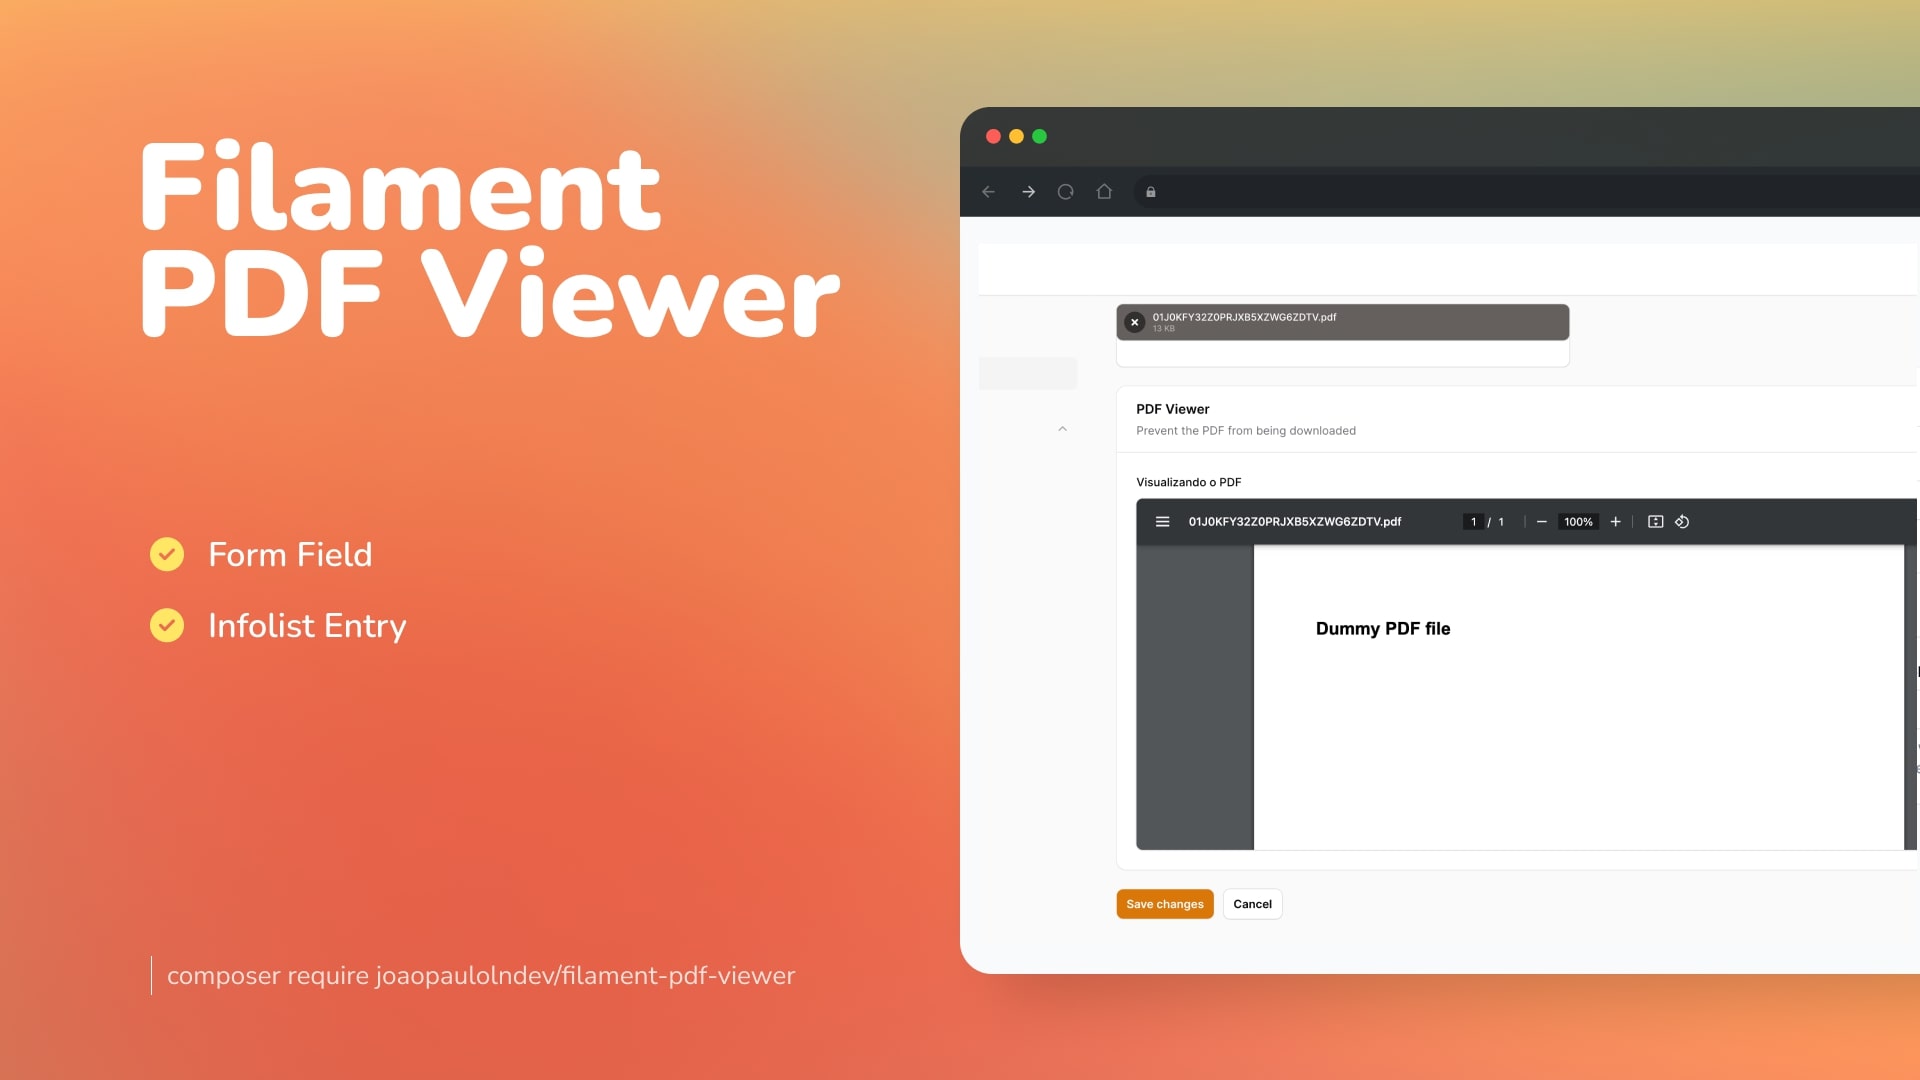 Filament
PDF Viewer
Form Field
Infolist Entry
composer require joaopaulolndev/filament-pdf-viewer
01J0KFY32Z0PRJXB5XZWG6ZDTV.pdf
13 KB
PDF Viewer
Prevent the PDF from being downloaded
Visualizando o PDF
01J0KFY32Z0PRJXB5XZWG6ZDTV.pdf 1 / 1 100%
Dummy PDF file
Save changes Cancel